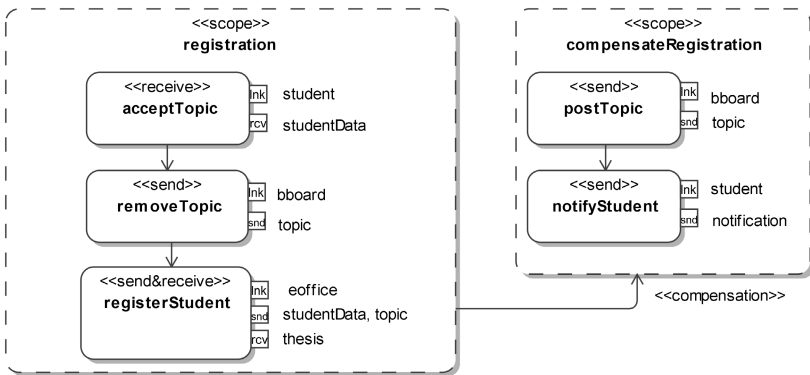 <<scope>>
registration
<<receive>>
acceptTopic
lnk student
rcv studentData
<<send>>
removeTopic
lnk bboard
snd topic
<<send&receive>>
registerStudent
lnk eoffice
snd studentData, topic
rcv thesis
<<scope>>
compensateRegistration
<<send>>
postTopic
lnk bboard
snd topic
<<send>>
notifyStudent
lnk student
snd notification
<<compensation>>